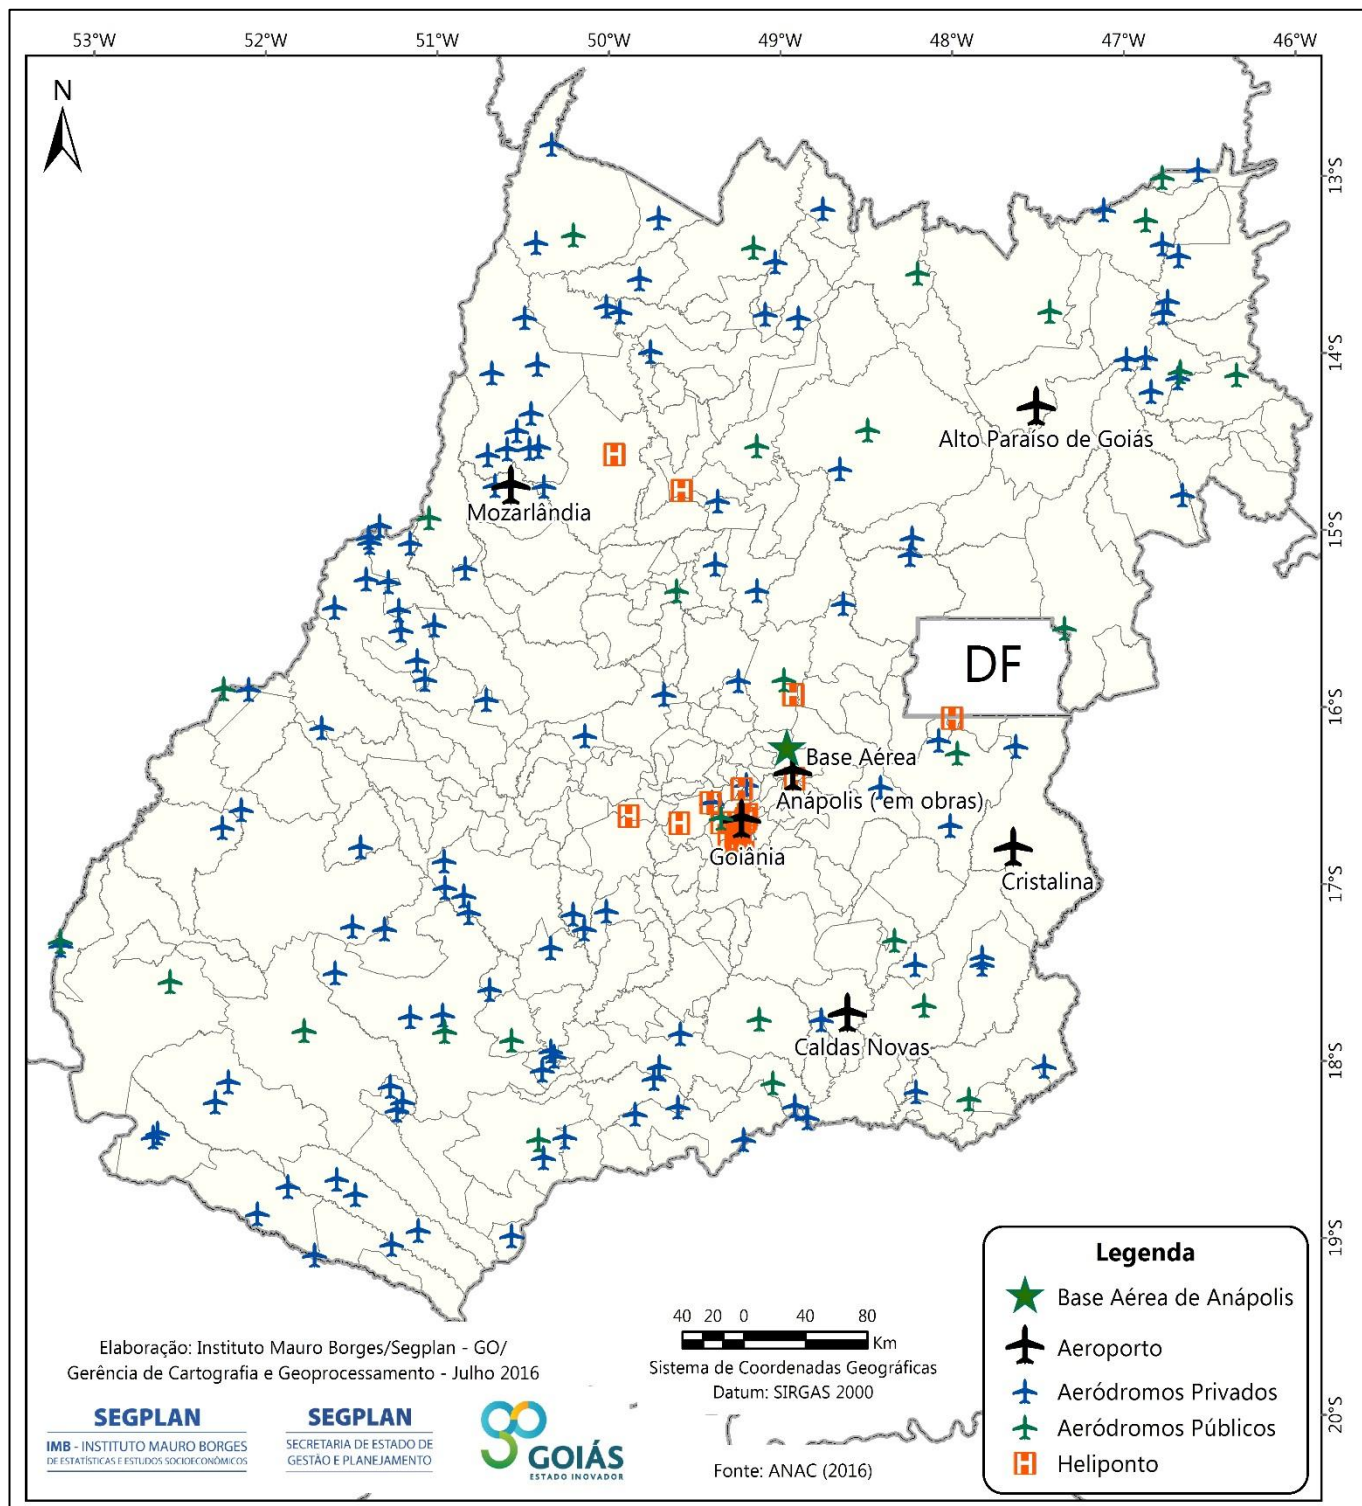 53°W 52°W 51°W 50°W 49°W 48°W 47°W 46°W
N
13°S
14°S
Alto Paraíso de Goiás
Mozarlândia
15°S
DF
16°S
Base Aérea
Anápolis ( em obras)
Goiânia
Cristalina
17°S
Caldas Novas
18°S
19°S
20°S
Legenda
Base Aérea de Anápolis
Aeroporto
Aeródromos Privados
Aeródromos Públicos
H Heliponto
40 20 0 40 80
Km
Sistema de Coordenadas Geográficas
Datum: SIRGAS 2000
Fonte: ANAC (2016)
Elaboração: Instituto Mauro Borges/Segplan - GO/
Gerência de Cartografia e Geoprocessamento - Julho 2016
SEGPLAN
IMB - INSTITUTO MAURO BORGES
DE ESTATÍSTICAS E ESTUDOS SOCIOECONÔMICOS
SEGPLAN
SECRETARIA DE ESTADO DE
GESTÃO E PLANEJAMENTO
GOIÁS
ESTADO INOVADOR